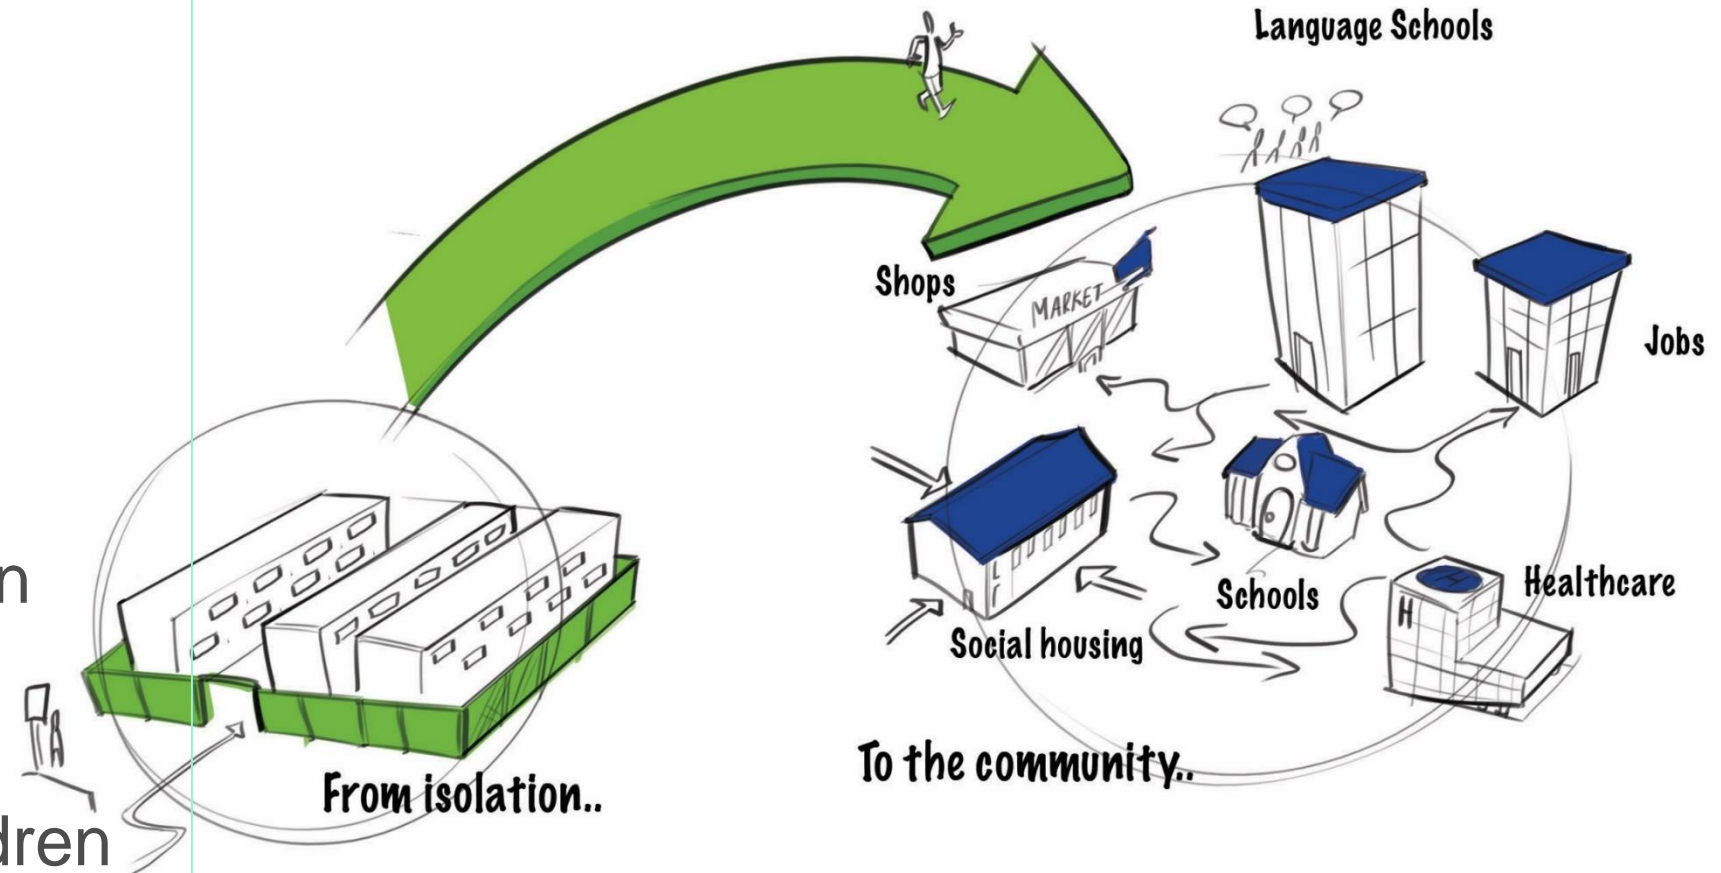 Language Schools
Shops
MARKET
Jobs
Schools
Healthcare
H
H
Social housing
To the community..
From isolation..
n
dren